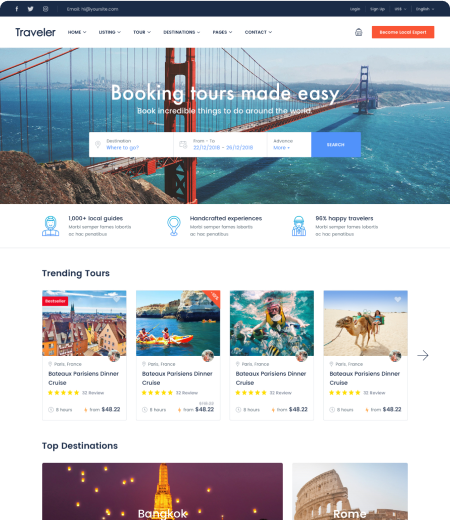 Email: hi@yoursite.com
Login Sign Up US$ English
Traveler HOME LISTING TOUR DESTINATIONS PAGES CONTACT Become Local Expert
Booking tours made easy
Book incredible things to do around the world.
Destination From - To Advance
Where to go? 22/12/2018 - 26/12/2018 More + SEARCH
1,000+ local guides
Morbi semper fames lobortis
ac hac penatibus
Handcrafted experiences
Morbi semper fames lobortis
ac hac penatibus.
96% happy travelers
Morbi semper fames lobortis
ac hac penatibus
Trending Tours
Bestseller
Paris, France
Bateaux Parisiens Dinner
Cruise
32 Review
8 hours from $48.22
Paris, France
Bateaux Parisiens Dinner
Cruise
32 Review
8 hours from $48.22
Paris, France
Bateaux Parisiens Dinner
Cruise
32 Review
8 hours from $48.22
Paris, France
Bateaux Parisiens Dinner
Cruise
32 Review
8 hours from $48.22
Top Destinations
Bangkok
Rome